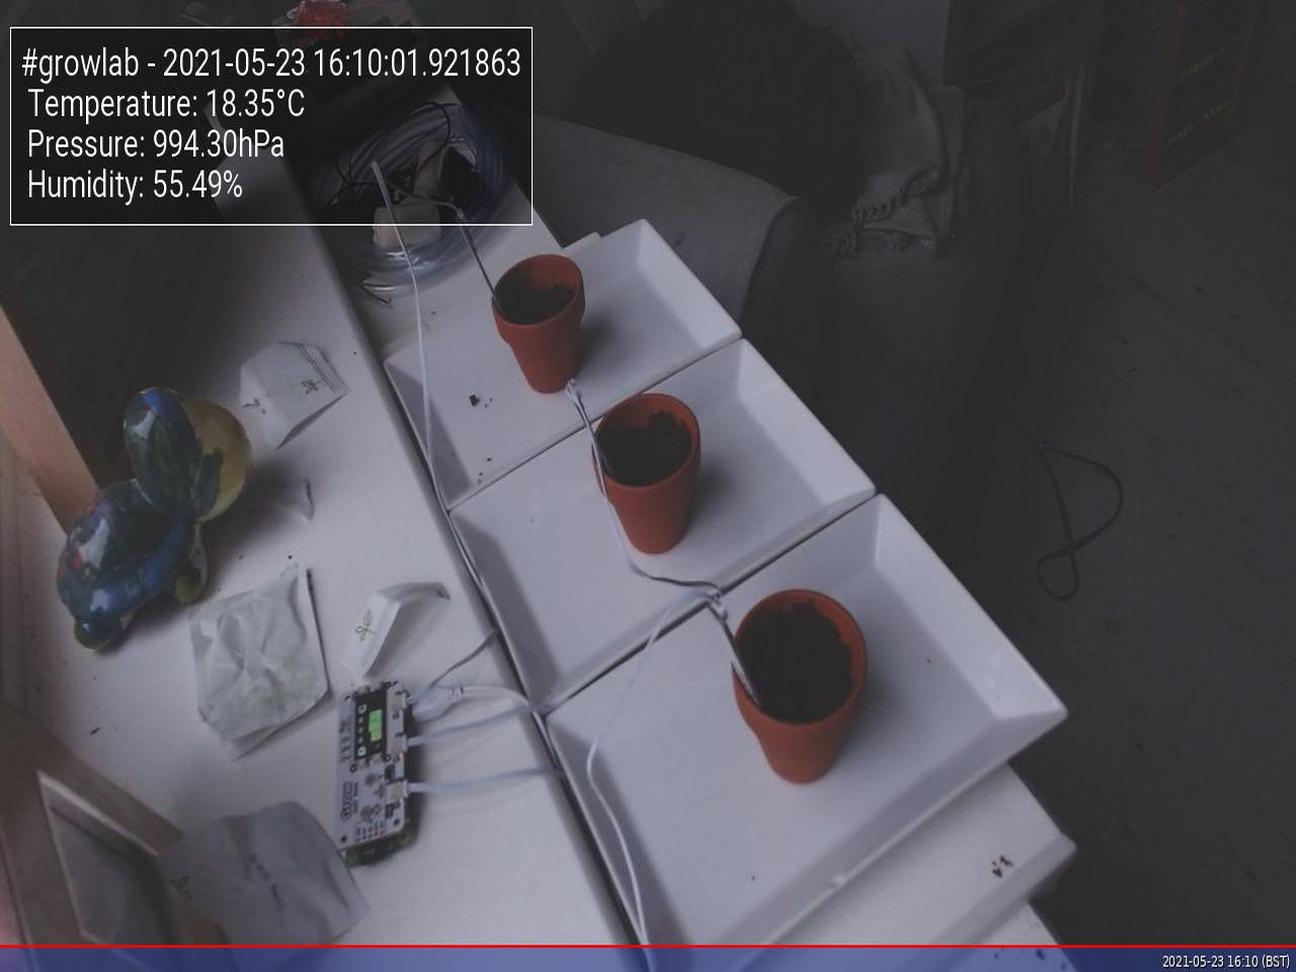 #growlab - 2021-05-23 16:10:01.921863
Temperature: 18.35°C
Pressure: 994.30hPa
Humidity: 55.49%
2021-05-23 16:10 (BST)